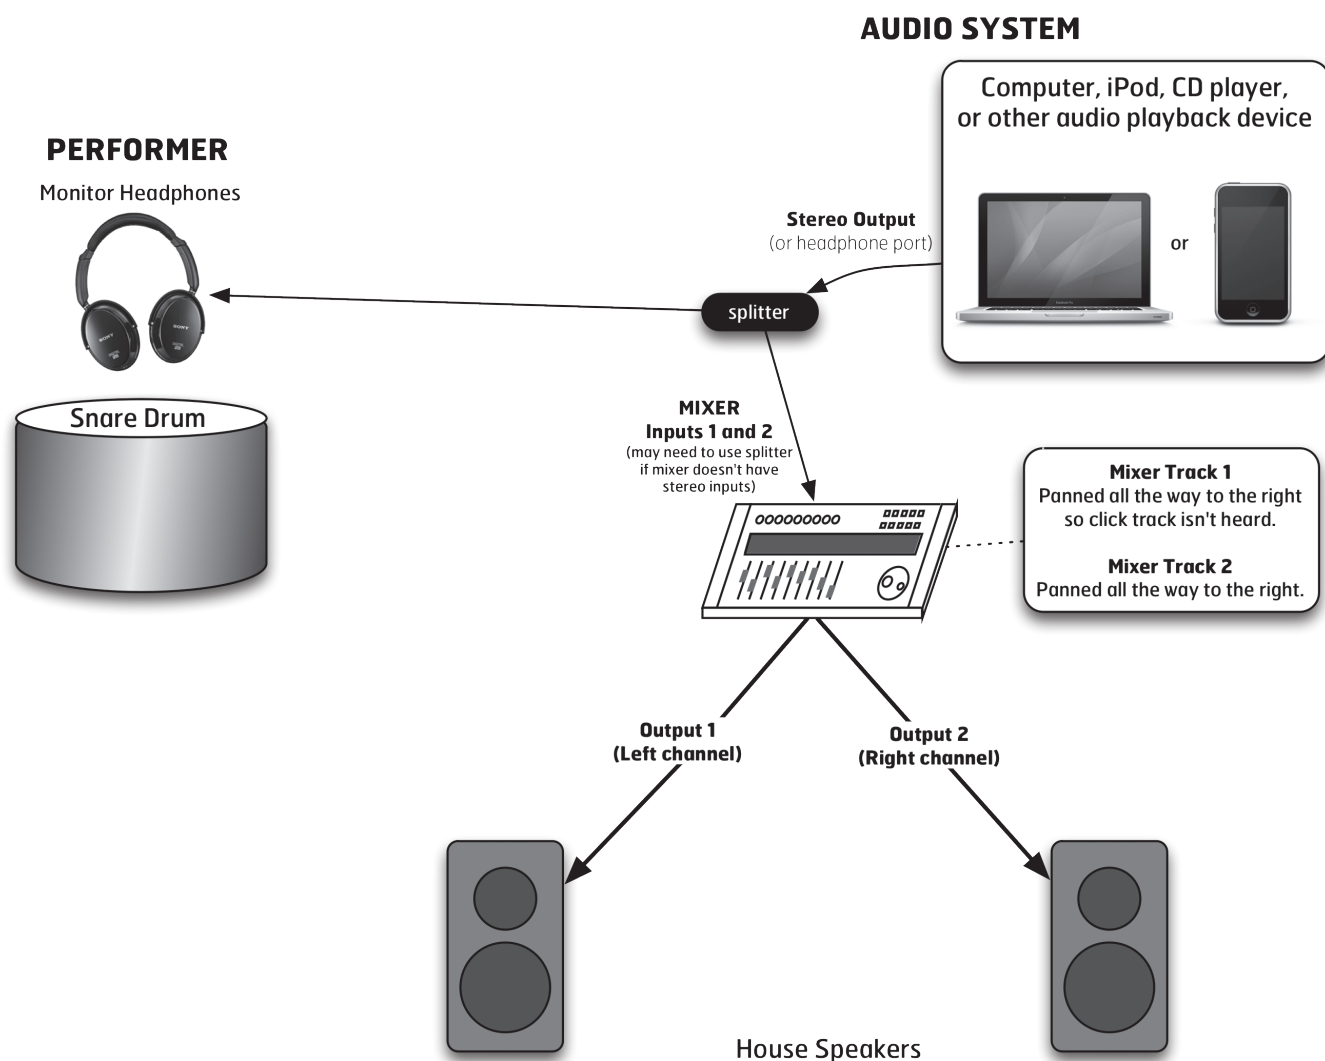 AUDIO SYSTEM
Computer, iPod, CD player,
or other audio playback device
or
PERFORMER
Monitor Headphones
SONY
SONY
Stereo Output
(or headphone port)
splitter
Snare Drum
MIXER
Inputs 1 and 2
(may need to use splitter
if mixer doesn't have
stereo inputs)
Mixer Track 1
Panned all the way to the right
so click track isn't heard.
Mixer Track 2
Panned all the way to the right.
Output 1
(Left channel)
Output 2
(Right channel)
House Speakers